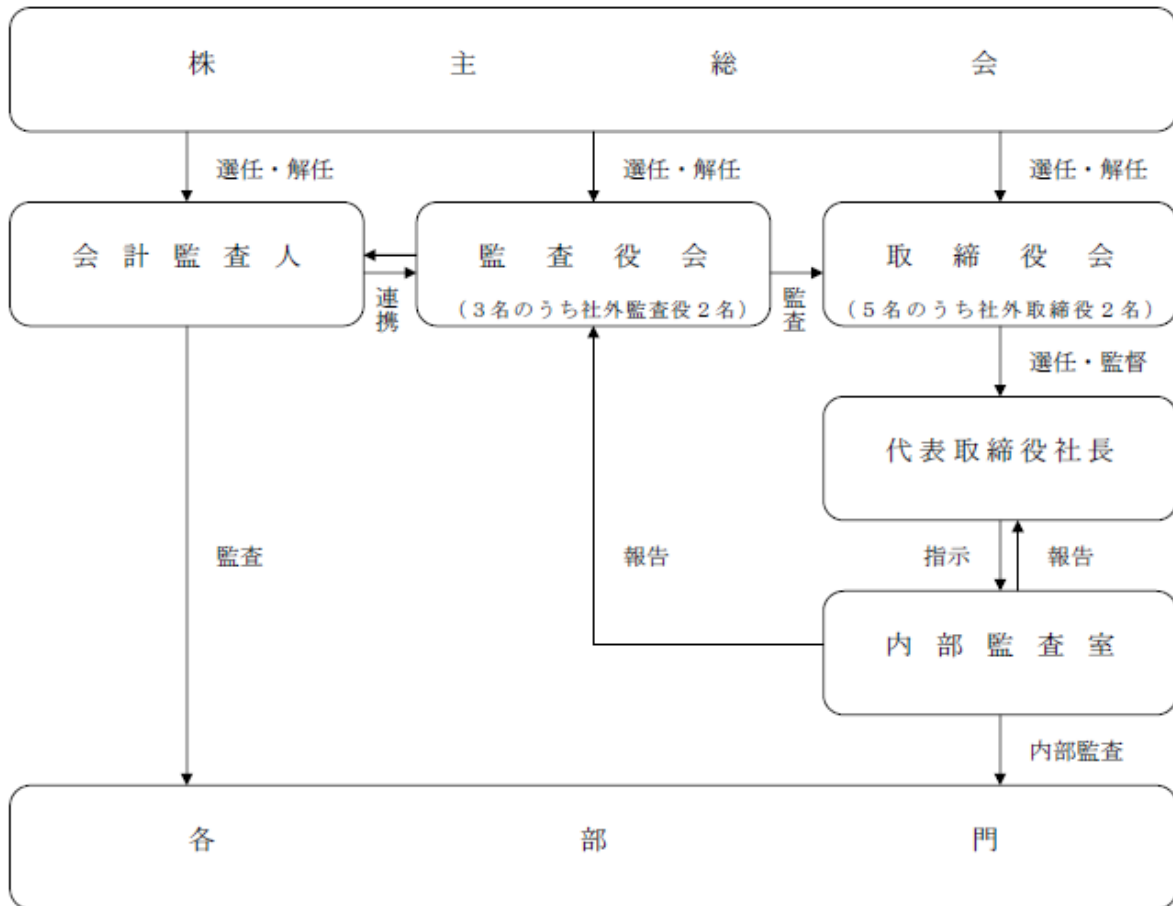 株主総会
選任・解任
選任・解任
選任・解任
会計監査人
監査役会
取締役会
連携
監査
(3名のうち社外監査役2名)
(5名のうち社外取締役2名)
選任・監督
代表取締役社長
監査
報告
指示
報告
内部監査室
内部監査
各部門